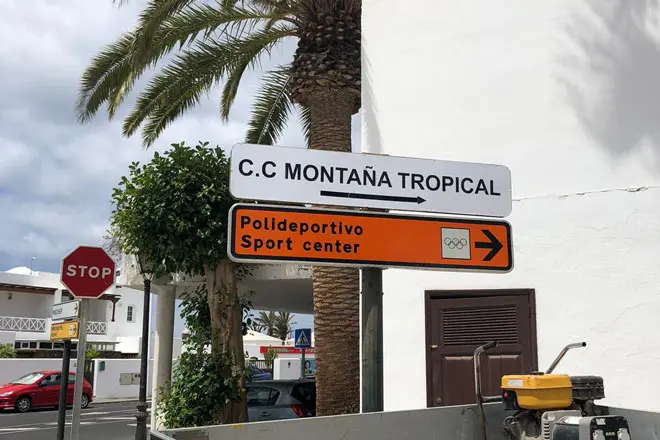 C.C MONTAÑA TROPICAL
Polideportivo
Sport center
STOP